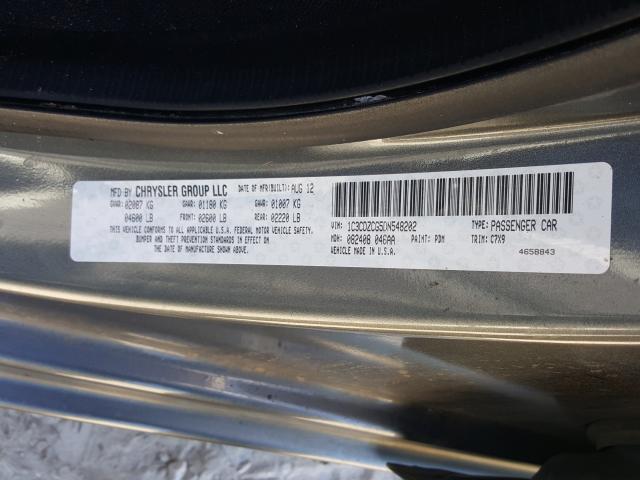 MFD BY CHRYSLER GROUP LLC DATE OF MFR(BUILT): AUG 12
GVWR: 02087 KG GAWR: 01180 KG GAWR: 01007 KG
04600 LB FRONT: 02600 LB REAR: 02220 LB
THIS VEHICLE CONFORMS TO ALL APPLICABLE U.S.A. FEDERAL MOTOR VEHICLE SAFETY,
BUMPER AND THEFT PREVENTION STANDARDS IN EFFECT ON
THE DATE OF MANUFACTURE SHOWN ABOVE.
VIN: 1C3CDZCG5DN548202 TYPE: PASSENGER CAR
MDH: 082408 046AA PAINT: PDM TRIM: C7X9
VEHICLE MADE IN U.S.A. 4658843